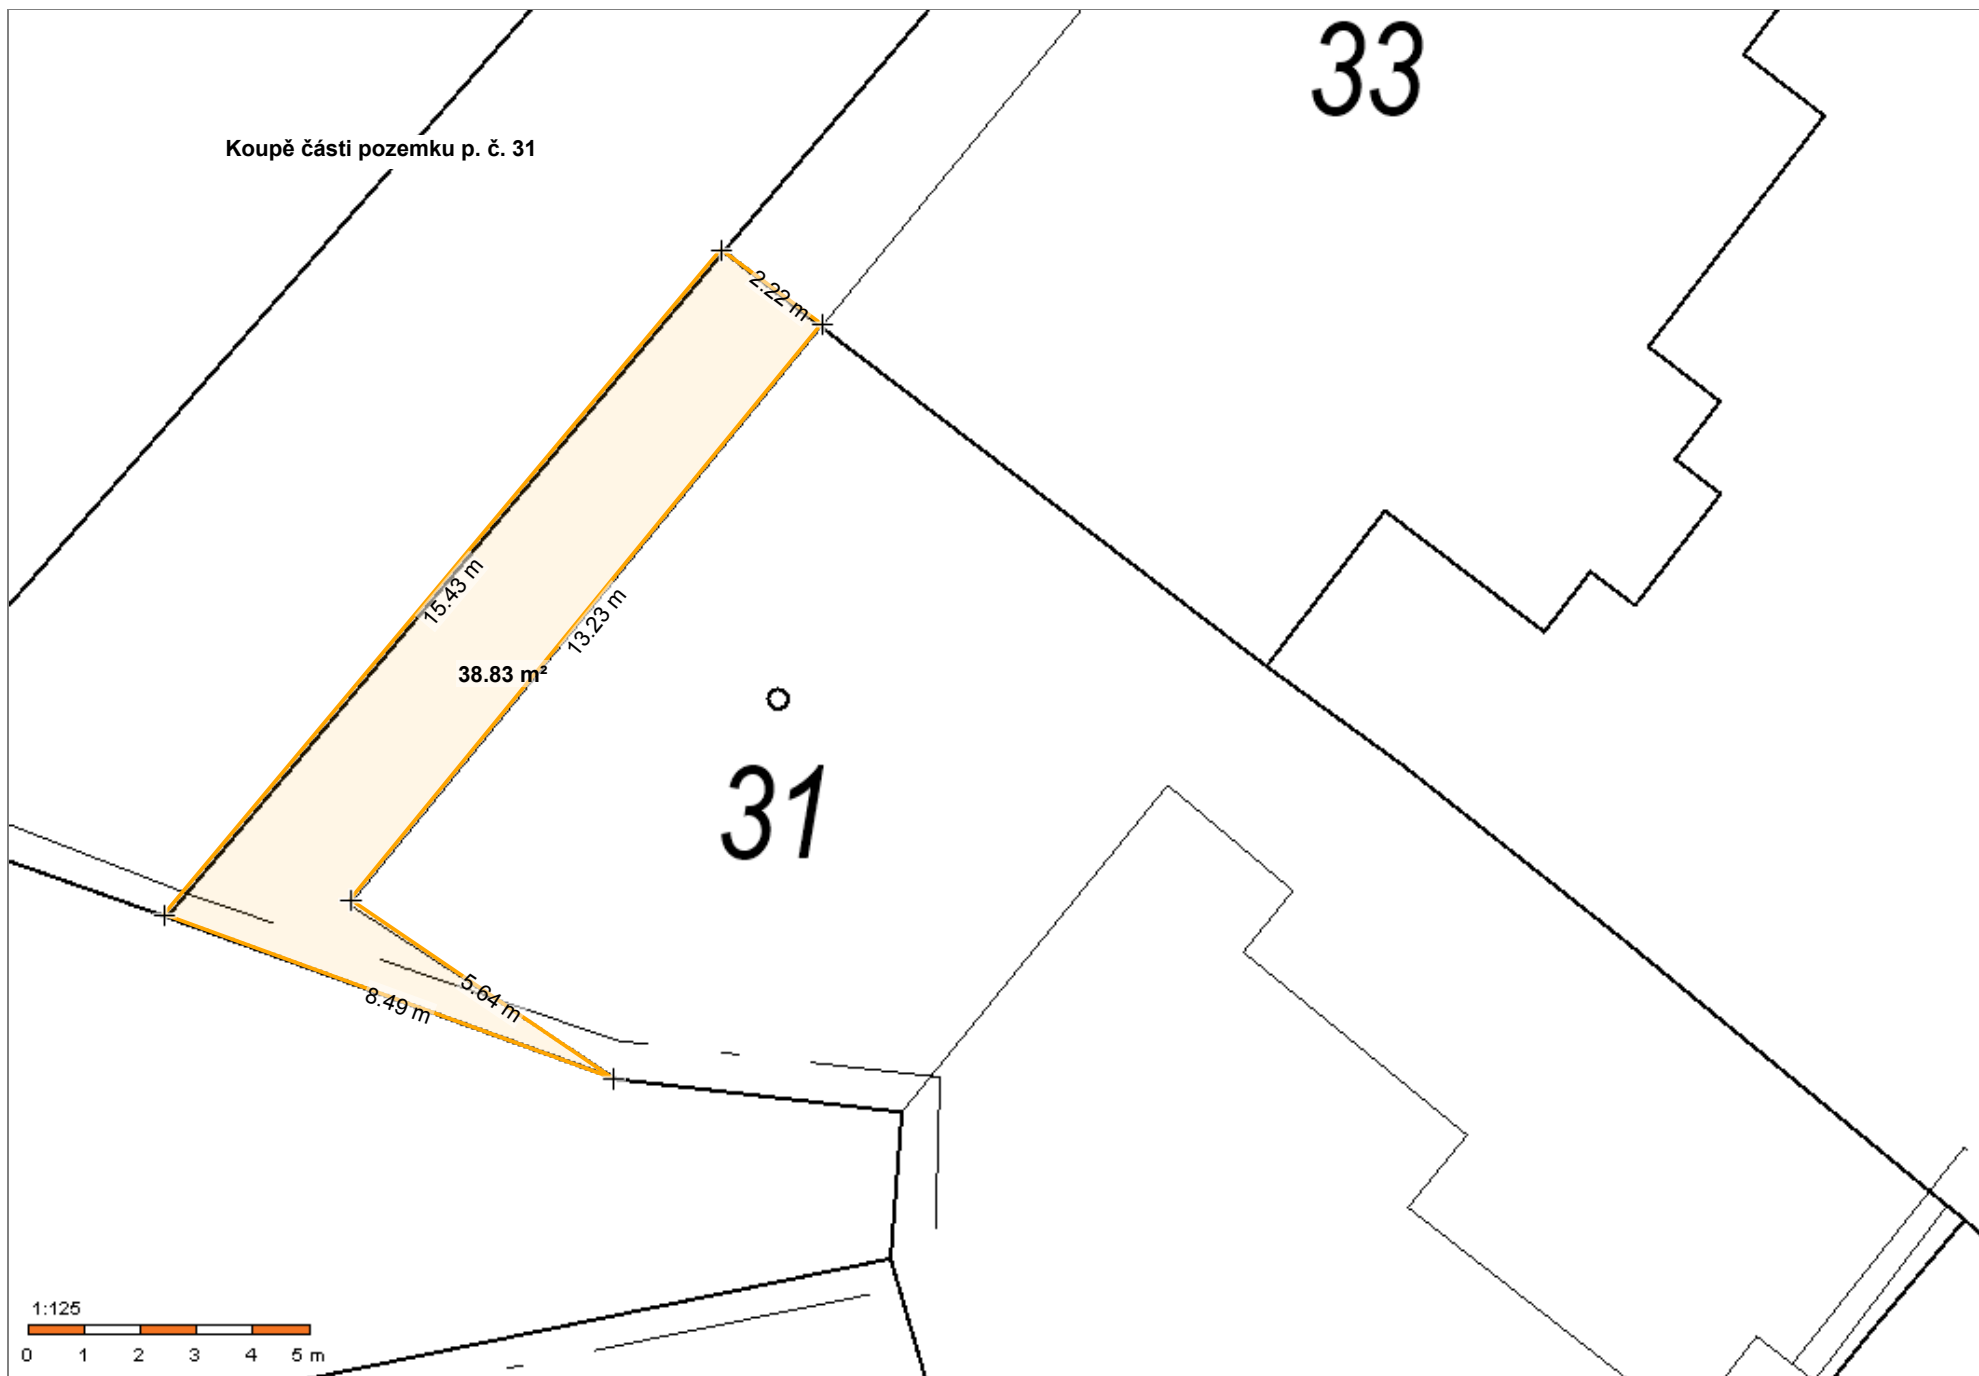 33
Koupě části pozemku p. č. 31
2.22 m
15.43 m
13.23 m
38.83 m²
31
5.64 m
8.49 m
1:125
0 1 2 3 4 5 m